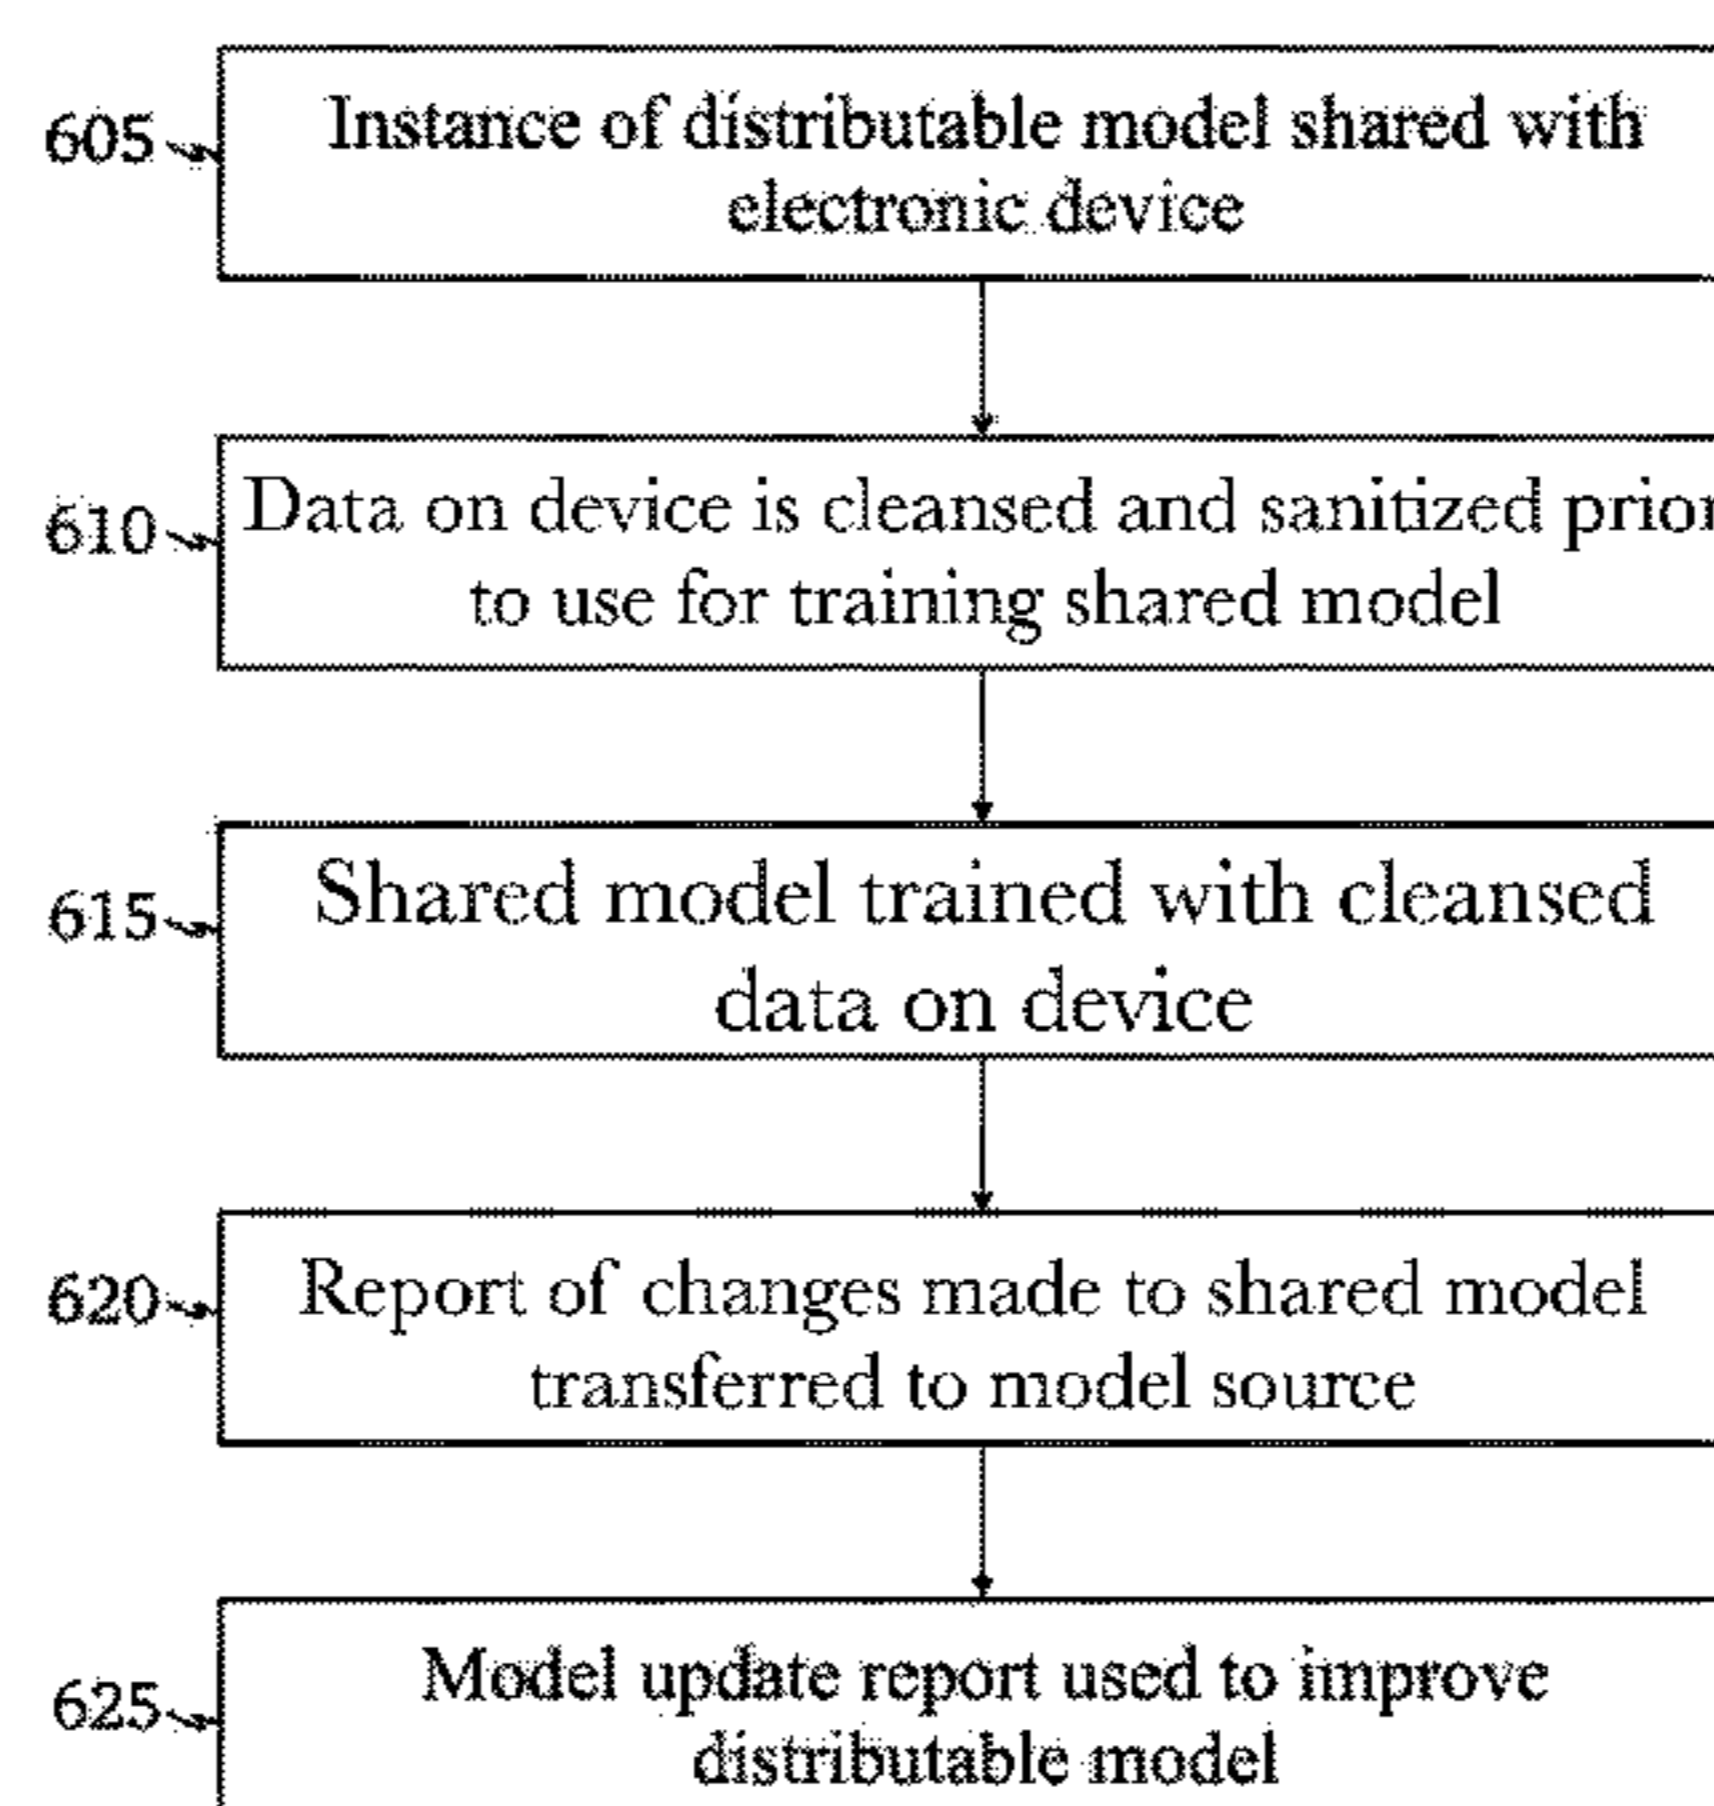 605
Instance of distributable model shared with
electronic device
610
Data on device is cleansed and sanitized prior
to use for training shared model
615
Shared model trained with cleansed
data on device
620
Report of changes made to shared model
transferred to model source
625
Model update report used to improve
distributable model